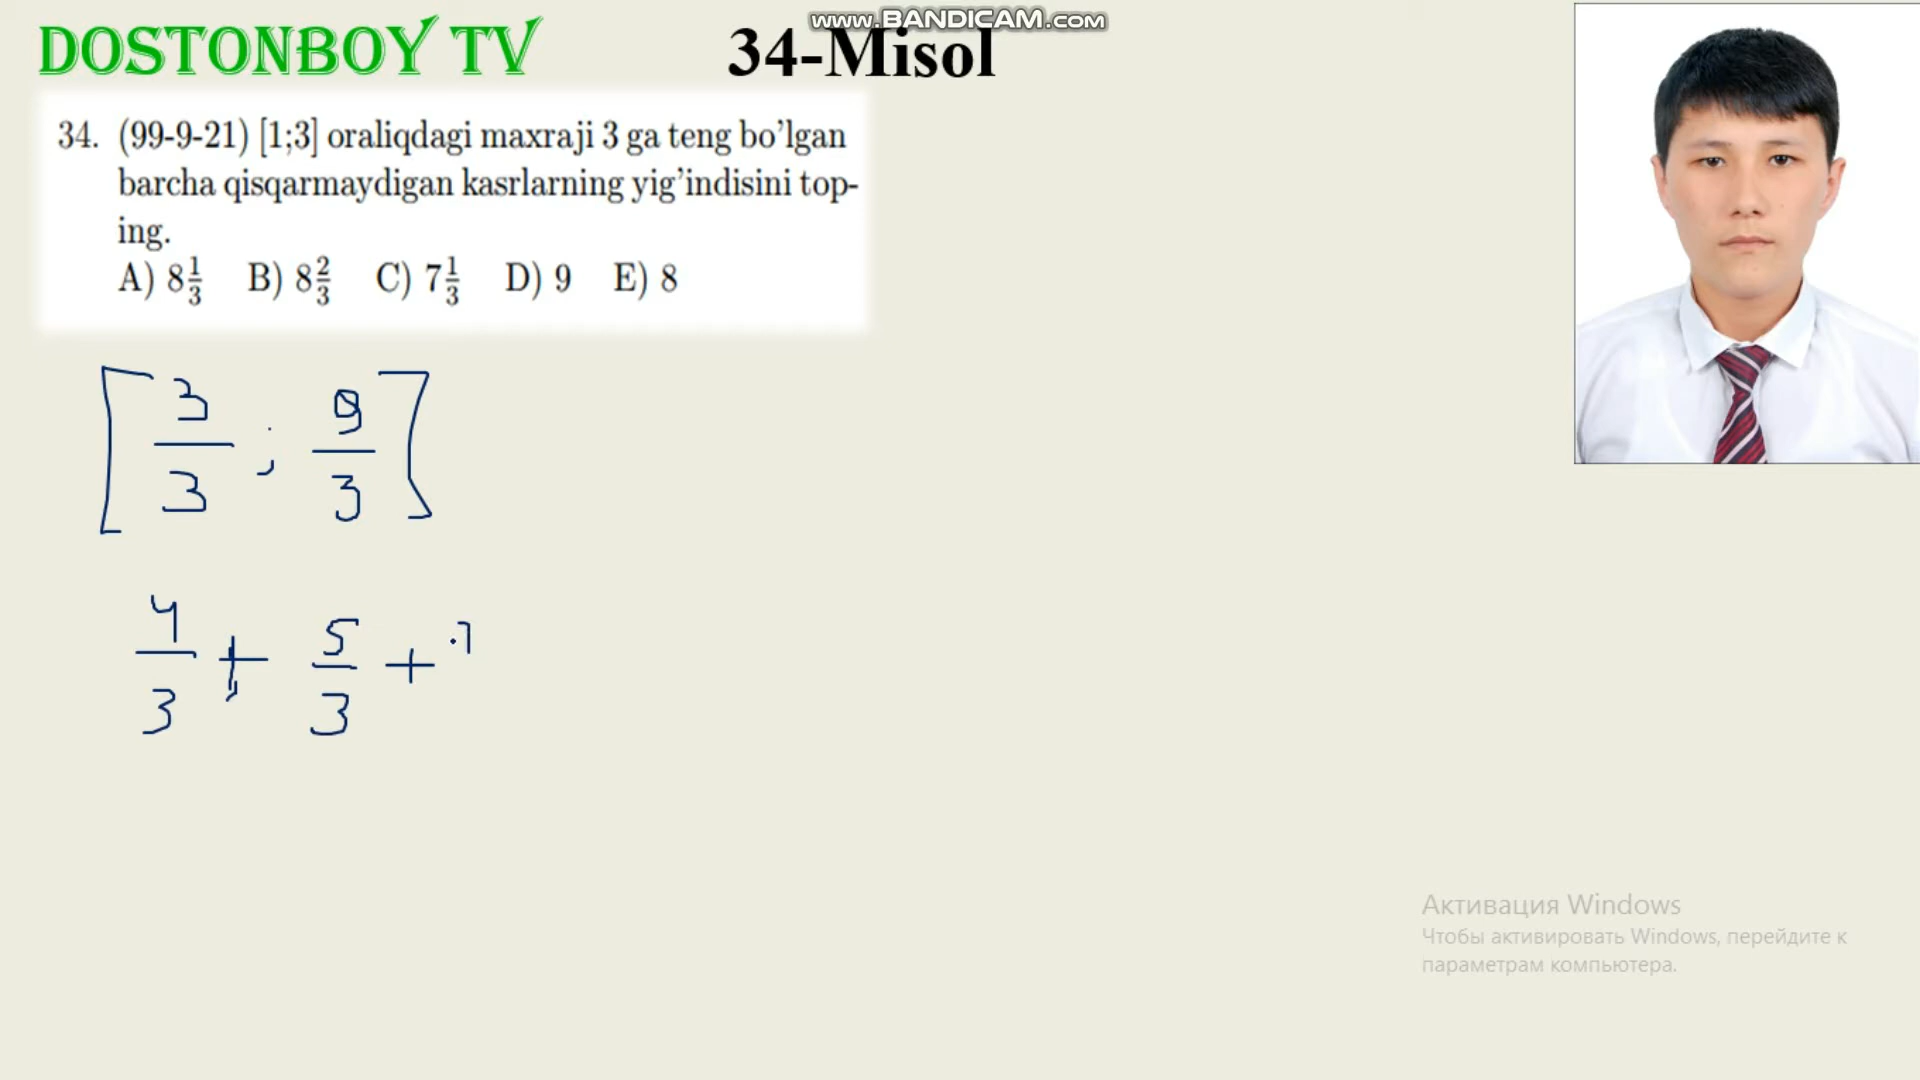 www.BANDICAM.com
DOSTONBOY TV
34-Misol
34. (99-9-21) [1;3] oraliqdagi maxraji 3 ga teng bo’lgan
barcha qisqarmaydigan kasrlarning yig’indisini top-
ing.
A) 8 1/3 B) 8 2/3 C) 7 1/3 D) 9 E) 8
[3/3 ; 9/3]
4/3 + 5/3 + 7
Активация Windows
Чтобы активировать Windows, перейдите к
параметрам компьютера.